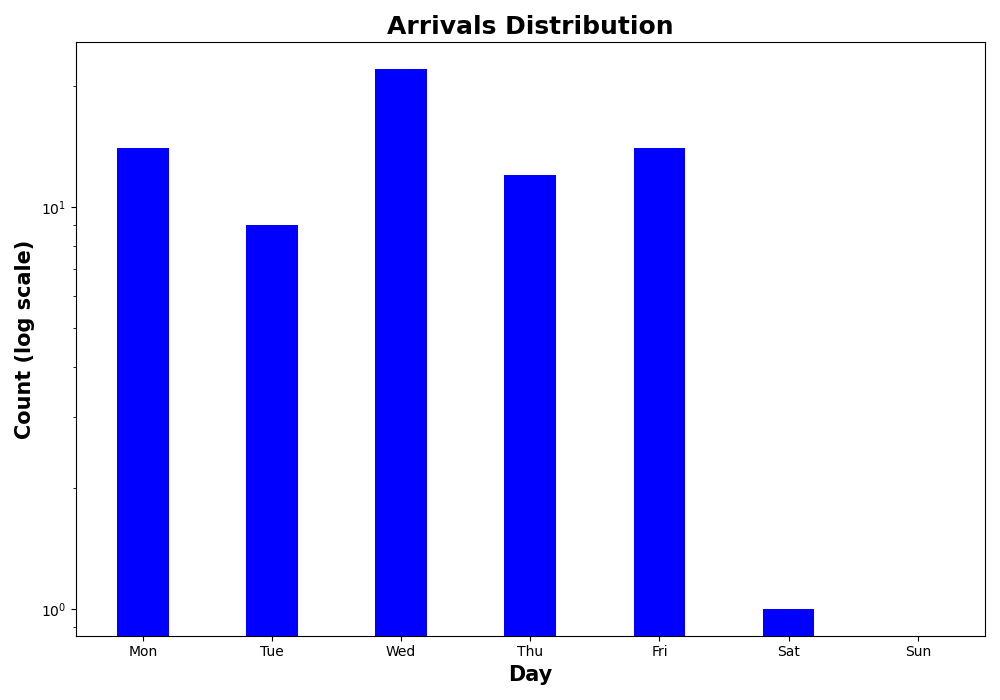 Arrivals Distribution
Count (log scale)
10¹
10⁰
Mon Tue Wed Thu Fri Sat Sun
Day